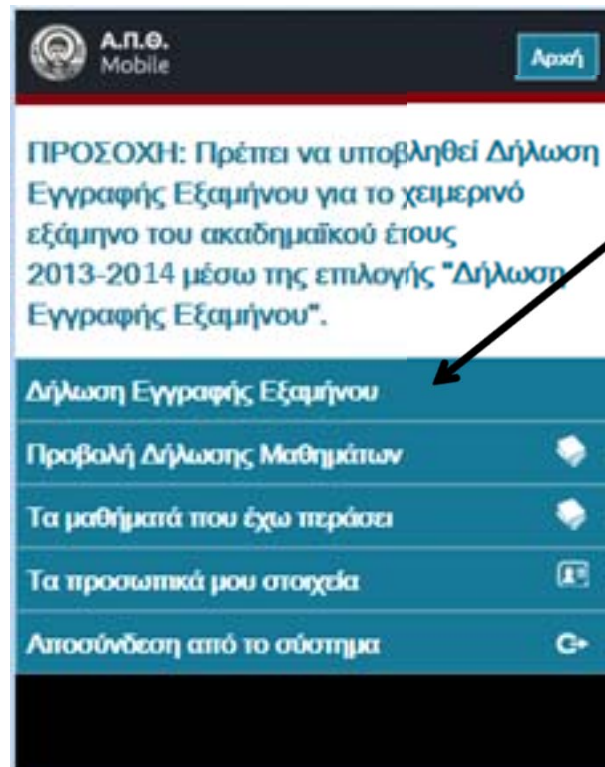 Α.Π.Θ.
Mobile
Αρχή
ΠΡΟΣΟΧΗ: Πρέπει να υποβληθεί Δήλωση
Εγγραφής Εξαμήνου για το χειμερινό
εξάμηνο του ακαδημαϊκού έτους
2013-2014 μέσω της επιλογής "Δήλωση
Εγγραφής Εξαμήνου".
Δήλωση Εγγραφής Εξαμήνου
Προβολή Δήλωσης Μαθημάτων
Τα μαθήματά που έχω περάσει
Τα προσωπικά μου στοιχεία
Αποσύνδεση από το σύστημα